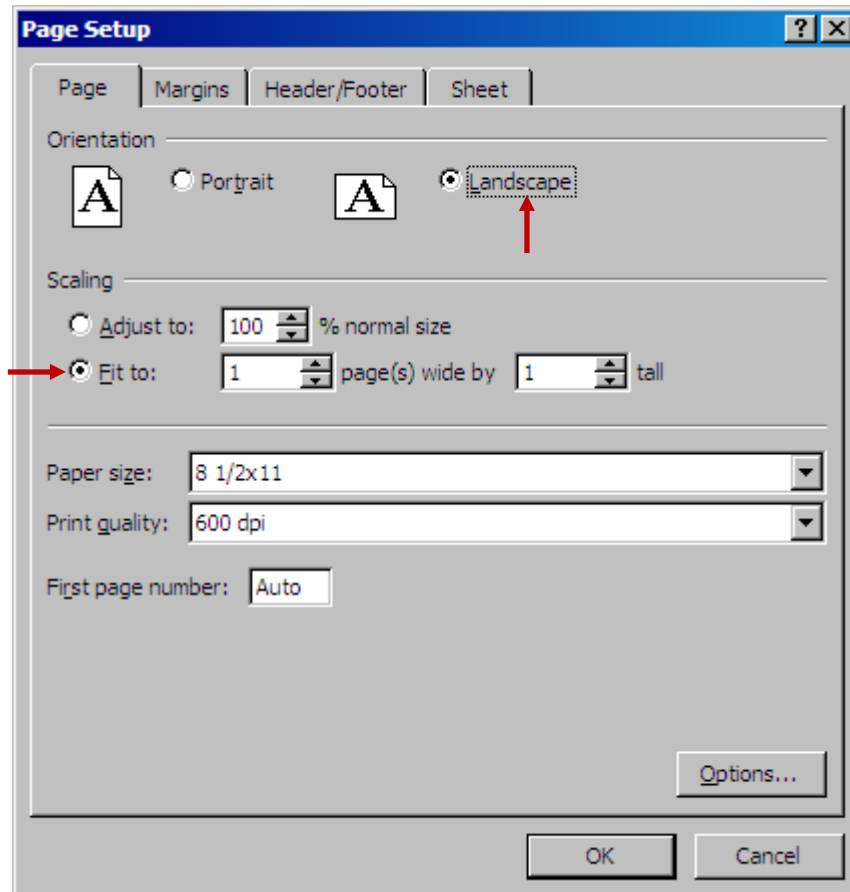 Page Setup
Page Margins Header/Footer Sheet
Orientation
A Portrait A Landscape
Scaling
Adjust to: 100 % normal size
Fit to: 1 page(s) wide by 1 tall
Paper size: 8 1/2x11
Print quality: 600 dpi
First page number: Auto
Options...
OK Cancel